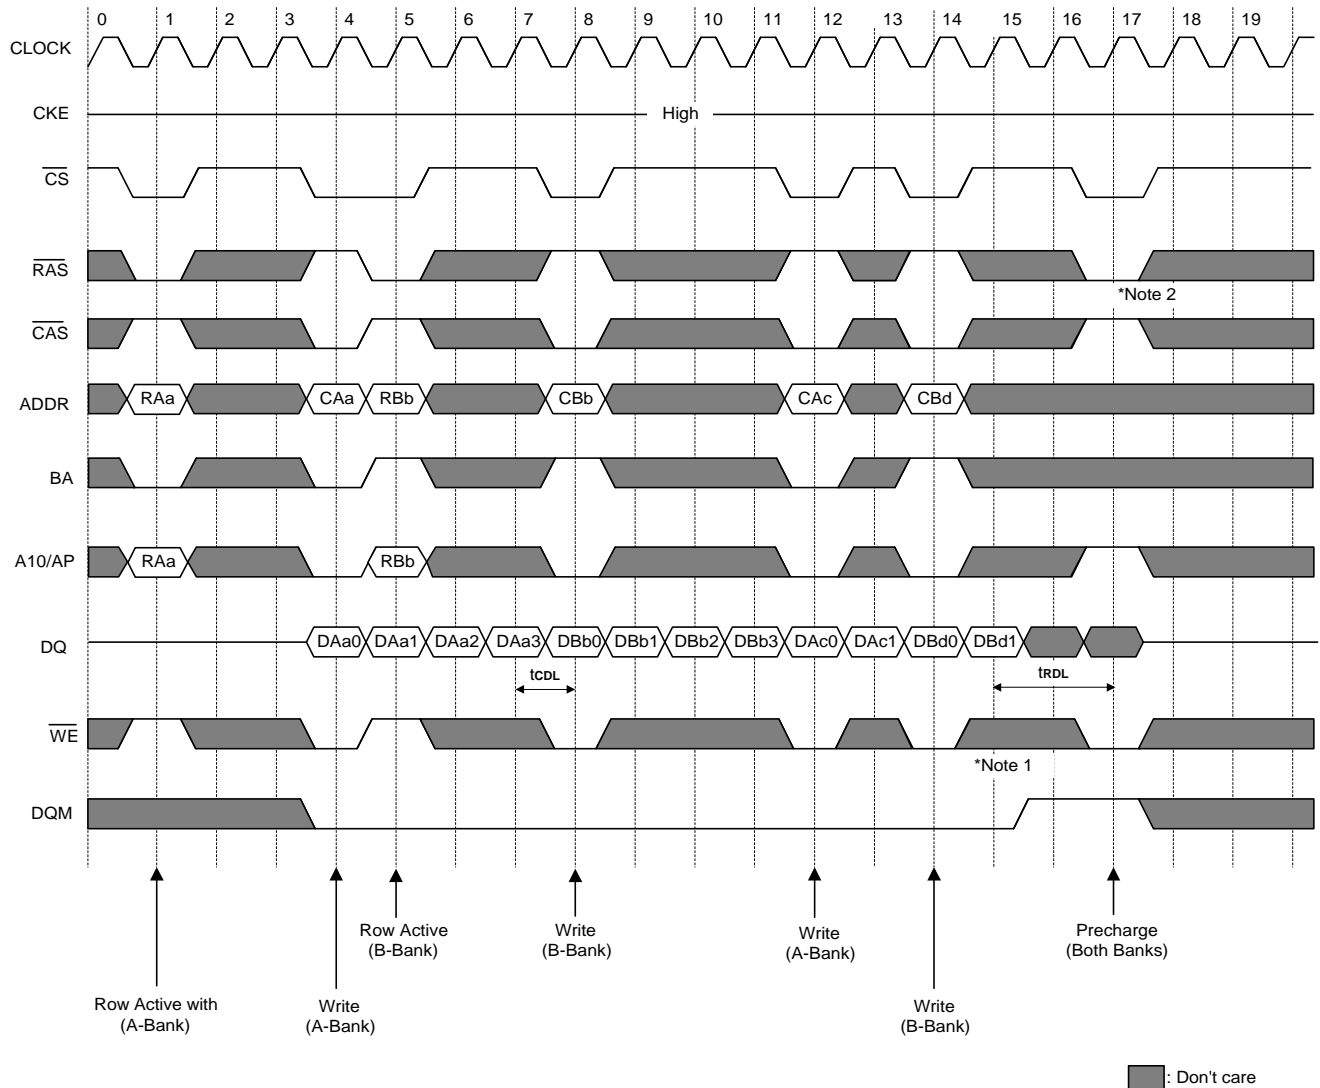 0 1 2 3 4 5 6 7 8 9 10 11 12 13 14 15 16 17 18 19
CLOCK
CKE
High
CS
RAS
*Note 2
CAS
ADDR
RAa CAa RBb CBb CAc CBd
BA
A10/AP
RAa RBb
DQ
DAa0 DAa1 DAa2 DAa3 DBb0 DBb1 DBb2 DBb3 DAc0 DAc1 DBd0 DBd1
tCDL tRDL
WE
*Note 1
DQM
Row Active
(B-Bank)
Write
(B-Bank)
Write
(A-Bank)
Precharge
(Both Banks)
Row Active with
(A-Bank)
Write
(A-Bank)
Write
(B-Bank)
: Don't care